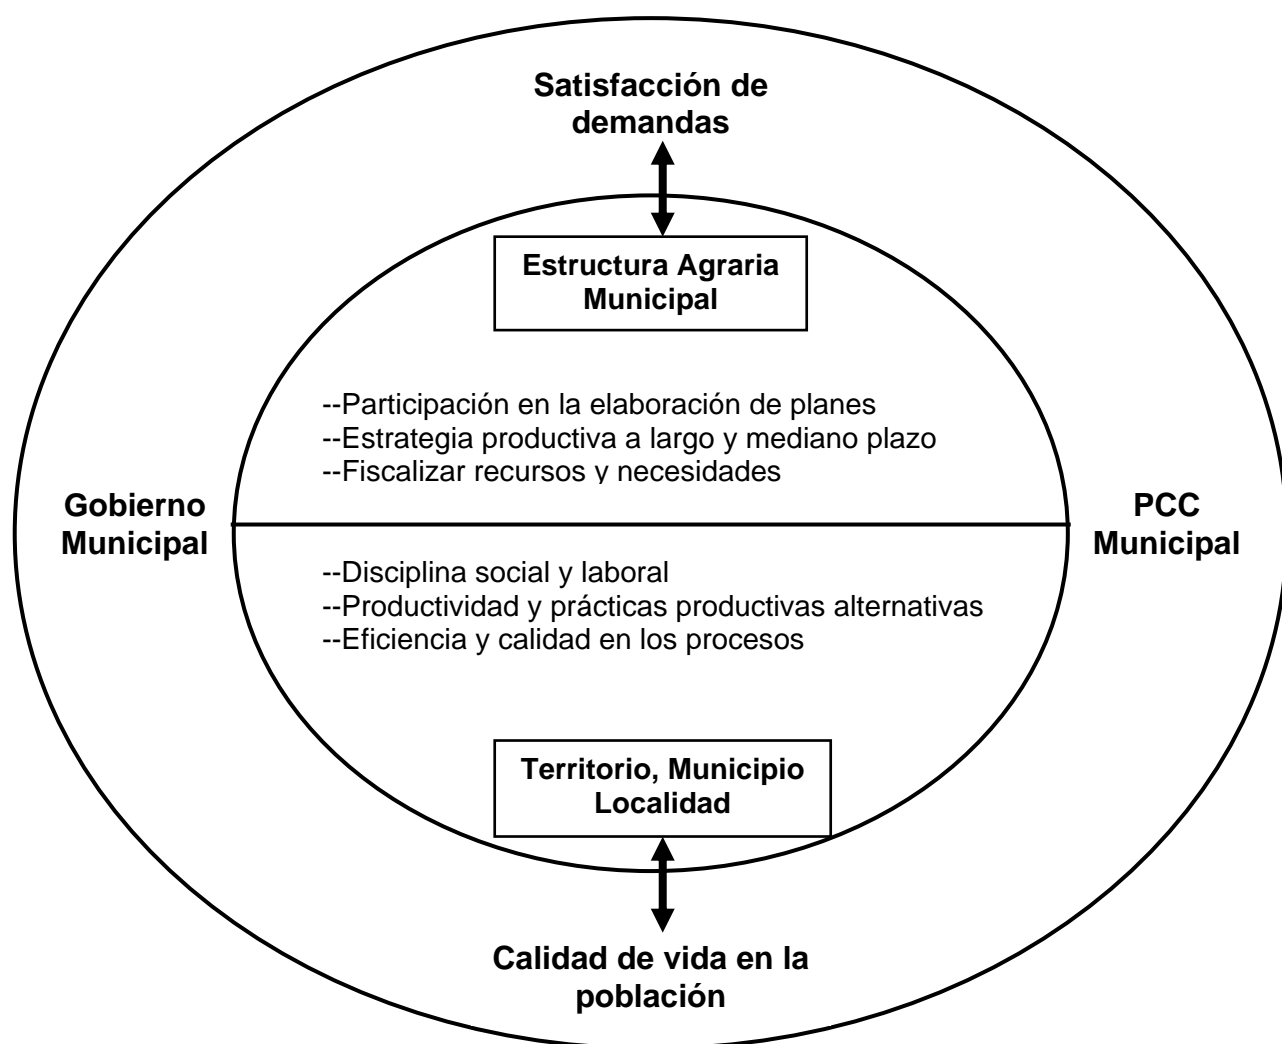 Satisfacción de
demandas
Estructura Agraria
Municipal
--Participación en la elaboración de planes
--Estrategia productiva a largo y mediano plazo
--Fiscalizar recursos y necesidades
Gobierno
Municipal
PCC
Municipal
--Disciplina social y laboral
--Productividad y prácticas productivas alternativas
--Eficiencia y calidad en los procesos
Territorio, Municipio
Localidad
Calidad de vida en la
población